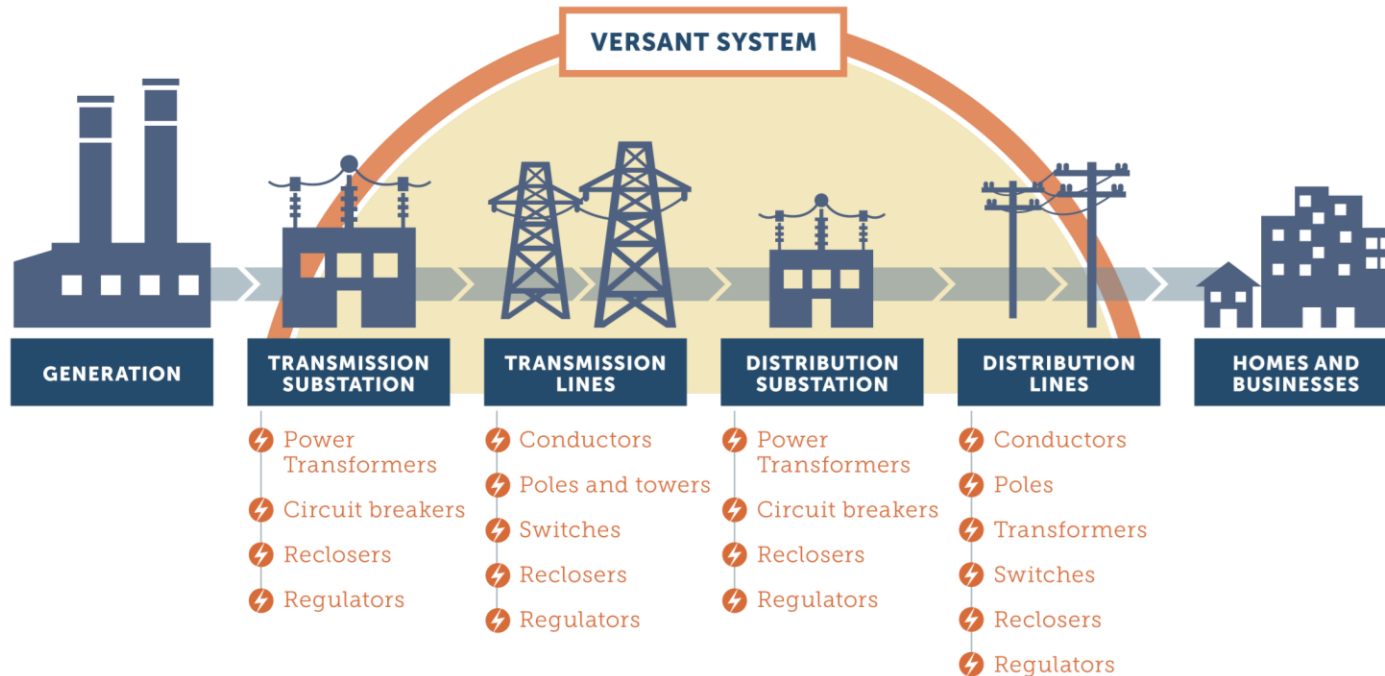 VERSANT SYSTEM
GENERATION
TRANSMISSION
SUBSTATION
TRANSMISSION
LINES
DISTRIBUTION
SUBSTATION
DISTRIBUTION
LINES
HOMES AND
BUSINESSES
Power
Transformers
Circuit breakers
Reclosers
Regulators
Conductors
Poles and towers
Switches
Reclosers
Regulators
Power
Transformers
Circuit breakers
Reclosers
Regulators
Conductors
Poles
Transformers
Switches
Reclosers
Regulators